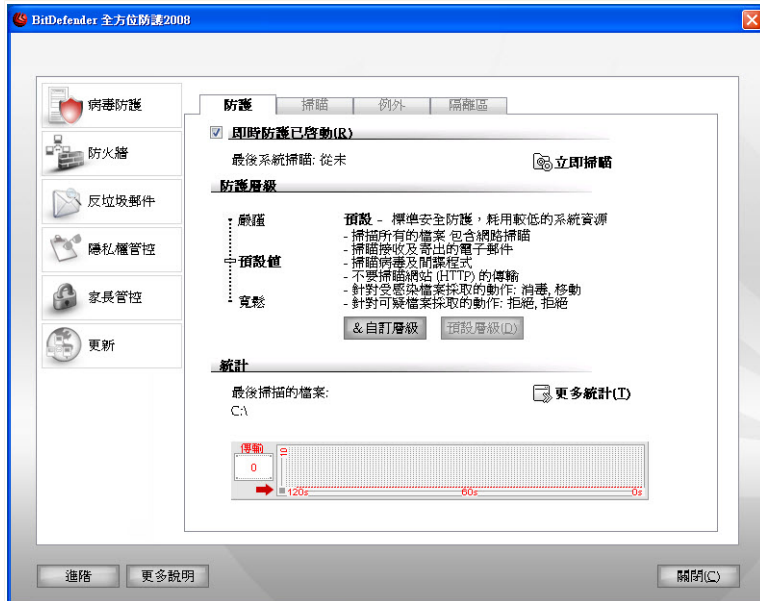 BitDefender 全方位防護2008
病毒防護
防火牆
反垃圾郵件
隱私權管控
家長管控
更新
防護
掃瞄
例外
隔離區
即時防護已啓動(R)
最後系統掃瞄: 從未
立即掃瞄
防護層級
嚴謹
預設值
寬鬆
預設 - 標準安全防護，耗用較低的系統資源
- 掃描所有的檔案 包含網路掃瞄
- 掃瞄接收及寄出的電子郵件
- 掃瞄病毒及間諜程式
- 不要掃瞄網站 (HTTP) 的傳輸
- 針對受感染檔案採取的動作: 消毒, 移動
- 針對可疑檔案採取的動作: 拒絕, 拒絕
&自訂層級
預設層級(D)
統計
最後掃描的檔案:
C:\
更多統計(T)
傳輸
0
10
120s
60s
0s
進階
更多說明
關閉(C)